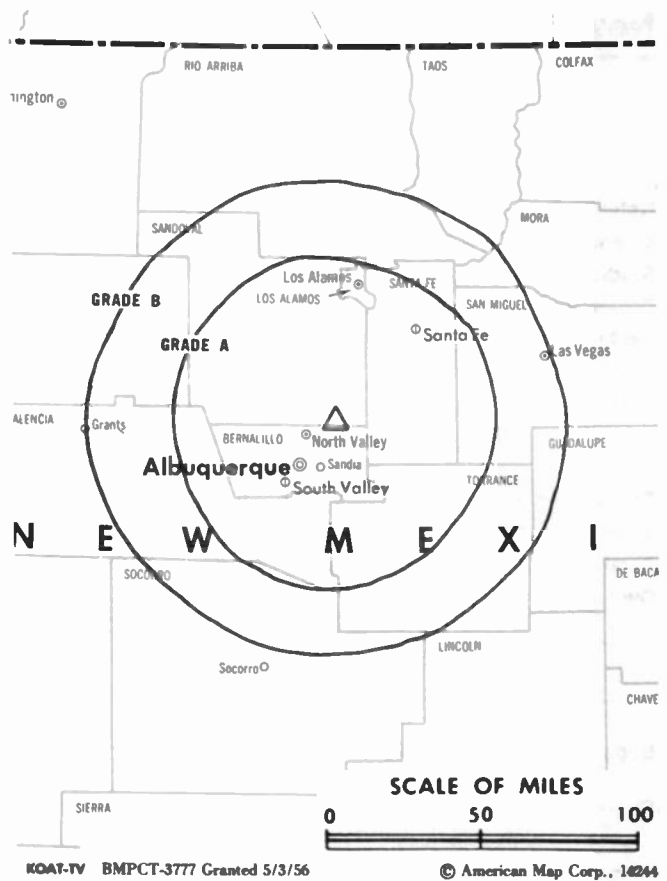 RIO ARRIBA
TAOS
COLFAX
nington
MORA
SANDOVAL
Los Alamos
SANTA FE
GRADE B
LOS ALAMOS
SAN MIGUEL
GRADE A
Santa Fe
Las Vegas
ALENCIA
Grants
BERNALILLO
North Valley
GUADALUPE
Albuquerque
Sandia
TORRANCE
South Valley
N E W M E X I
SOCORRO
DE BACA
LINCOLN
Socorro
CHAVE
SCALE OF MILES
SIERRA
0 50 100
KOAT-TV BMPCT-3777 Granted 5/3/56
© American Map Corp., 14244